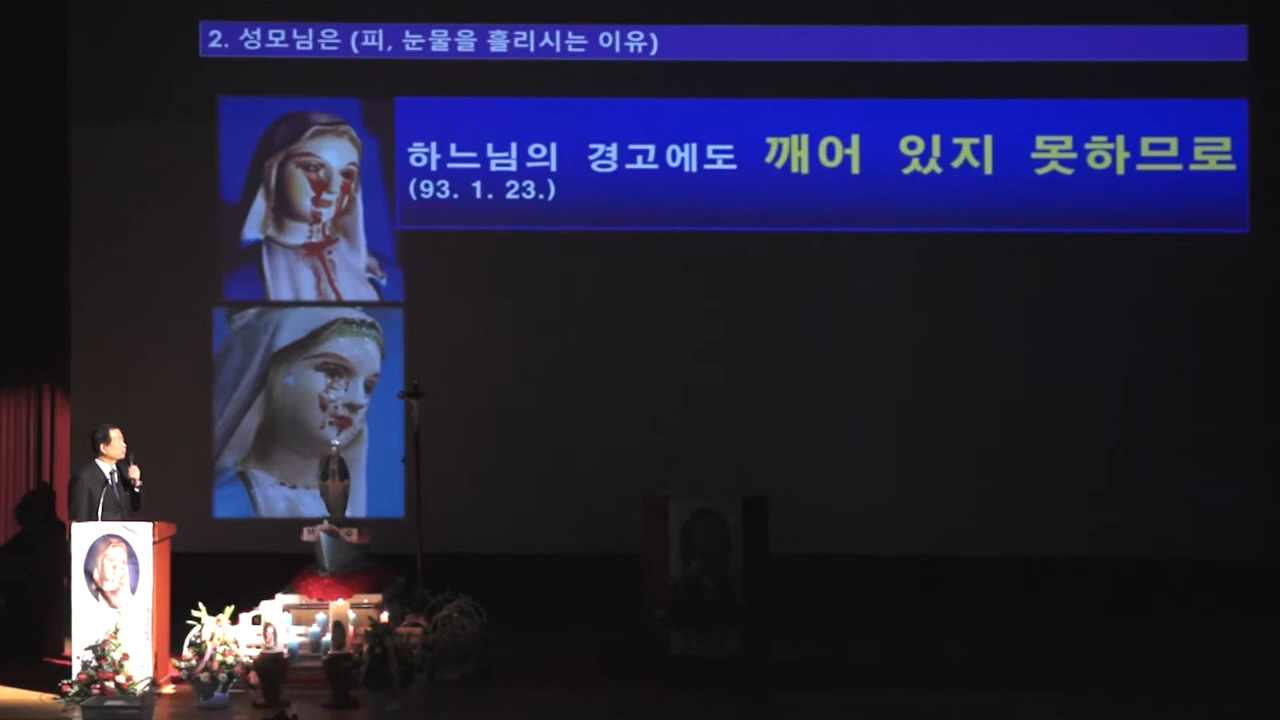 2. 성모님은 (피, 눈물을 흘리시는 이유)
하느님의 경고에도 깨어 있지 못하므로
(93. 1. 23.)